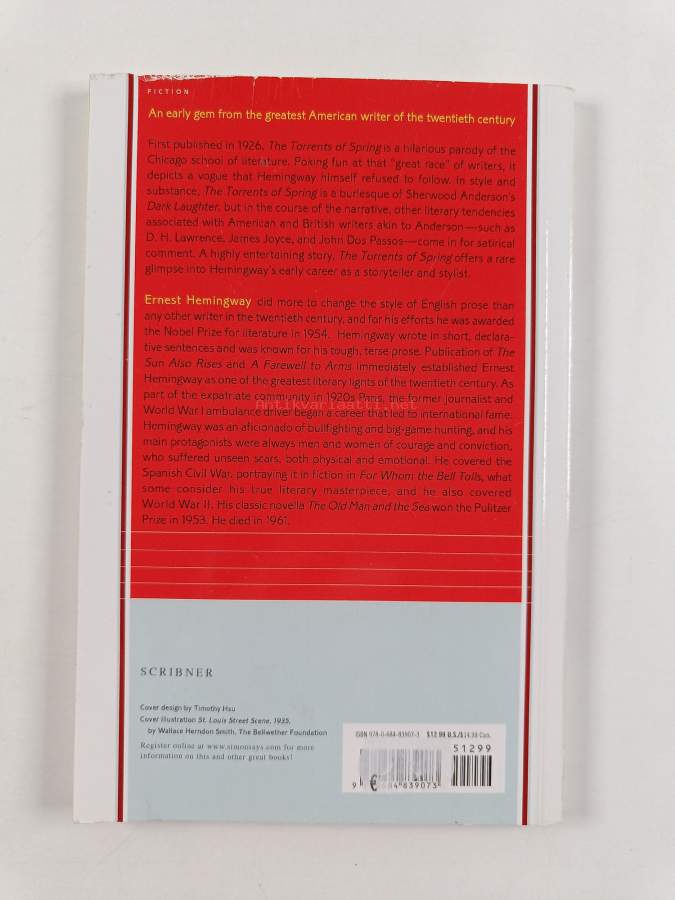 FICTION
An early gem from the greatest American writer of the twentieth century
First published in 1926, The Torrents of Spring is a hilarious parody of the
Chicago school of literature. Poking fun at that "great race" of writers, it
depicts a vogue that Hemingway himself refused to follow. In style and
substance, The Torrents of Spring is a burlesque of Sherwood Anderson's
Dark Laughter, but in the course of the narrative, other literary tendencies
associated with American and British writers akin to Anderson—such as
D. H. Lawrence, James Joyce, and John Dos Passos—come in for satirical
comment. A highly entertaining story, The Torrents of Spring offers a rare
glimpse into Hemingway's early career as a storyteller and stylist.
Ernest Hemingway did more to change the style of English prose than
any other writer in the twentieth century, and for his efforts he was awarded
the Nobel Prize for literature in 1954. Hemingway wrote in short, declara-
tive sentences and was known for his tough, terse prose. Publication of The
Sun Also Rises and A Farewell to Arms immediately established Ernest
Hemingway as one of the greatest literary lights of the twentieth century. As
part of the expatriate community in 1920s Paris, the former journalist and
Antikvariaatti.net
World War I ambulance driver began a career that led to international fame.
Hemingway was an aficionado of bullfighting and big-game hunting, and his
main protagonists were always men and women of courage and conviction,
who suffered unseen scars, both physical and emotional. He covered the
Spanish Civil War, portraying it in fiction in For Whom the Bell Tolls, what
some consider his true literary masterpiece, and he also covered
World War II. His classic novella The Old Man and the Sea won the Pulitzer
Prize in 1953. He died in 1961.
SCRIBNER
Cover design by Timothy Hsu
Cover illustration St. Louis Street Scene, 1935,
by Wallace Herndon Smith, The Bellwether Foundation
Register online at www.simonsays.com for more
information on this and other great books!
ISBN 978-0-684-83907-3 $12.99 U.S./$14.99 Can.
51299
9 € 684 839073